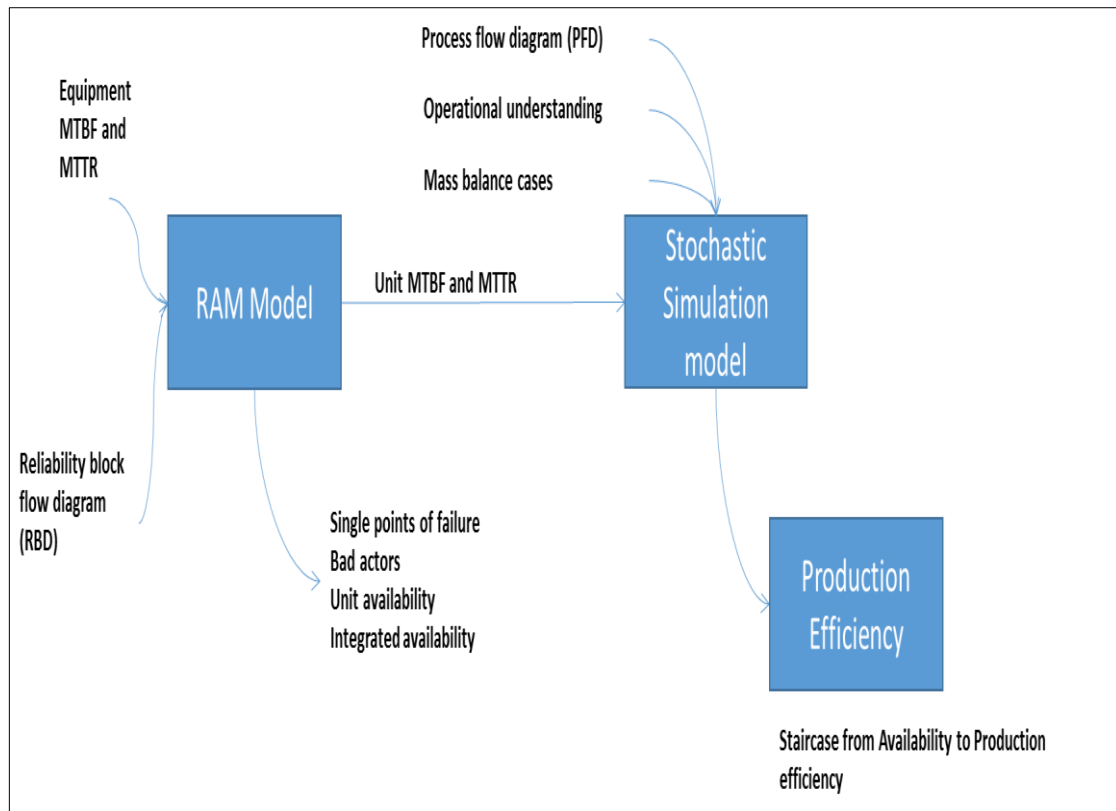 Process flow diagram (PFD)
Operational understanding
Mass balance cases
Equipment
MTBF and
MTTR
RAM Model
Unit MTBF and MTTR
Stochastic
Simulation
model
Reliability block
flow diagram
(RBD)
Single points of failure
Bad actors
Unit availability
Integrated availability
Production
Efficiency
Staircase from Availability to Production
efficiency